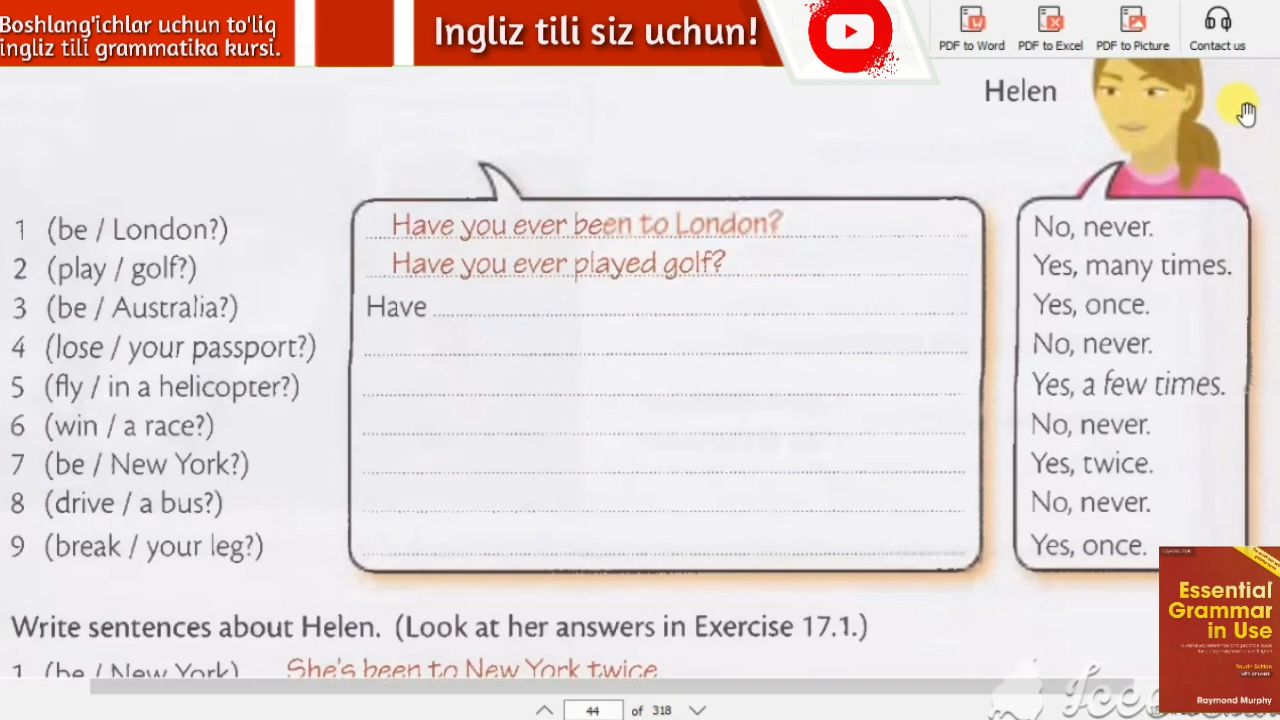 Boshlang'ichlar uchun to'liq
ingliz tili grammatika kursi.
Ingliz tili siz uchun!
PDF to Word
PDF to Excel
PDF to Picture
Contact us
Helen
1 (be / London?) Have you ever been to London? No, never.
2 (play / golf?) Have you ever played golf? Yes, many times.
3 (be / Australia?) Have Yes, once.
4 (lose / your passport?) No, never.
5 (fly / in a helicopter?) Yes, a few times.
6 (win / a race?) No, never.
7 (be / New York?) Yes, twice.
8 (drive / a bus?) No, never.
9 (break / your leg?) Yes, once.
Write sentences about Helen. (Look at her answers in Exercise 17.1.)
1 (be / New York) She's been to New York twice
44 of 318
Essential
Grammar
in Use
Fourth Edition
Raymond Murphy